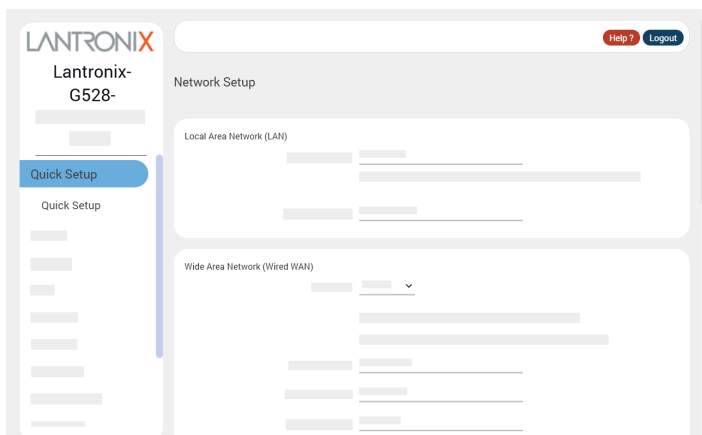 LANTRONIX
Help ? Logout
Lantronix-
G528-
Network Setup
Local Area Network (LAN)
Quick Setup
Quick Setup
Wide Area Network (Wired WAN)